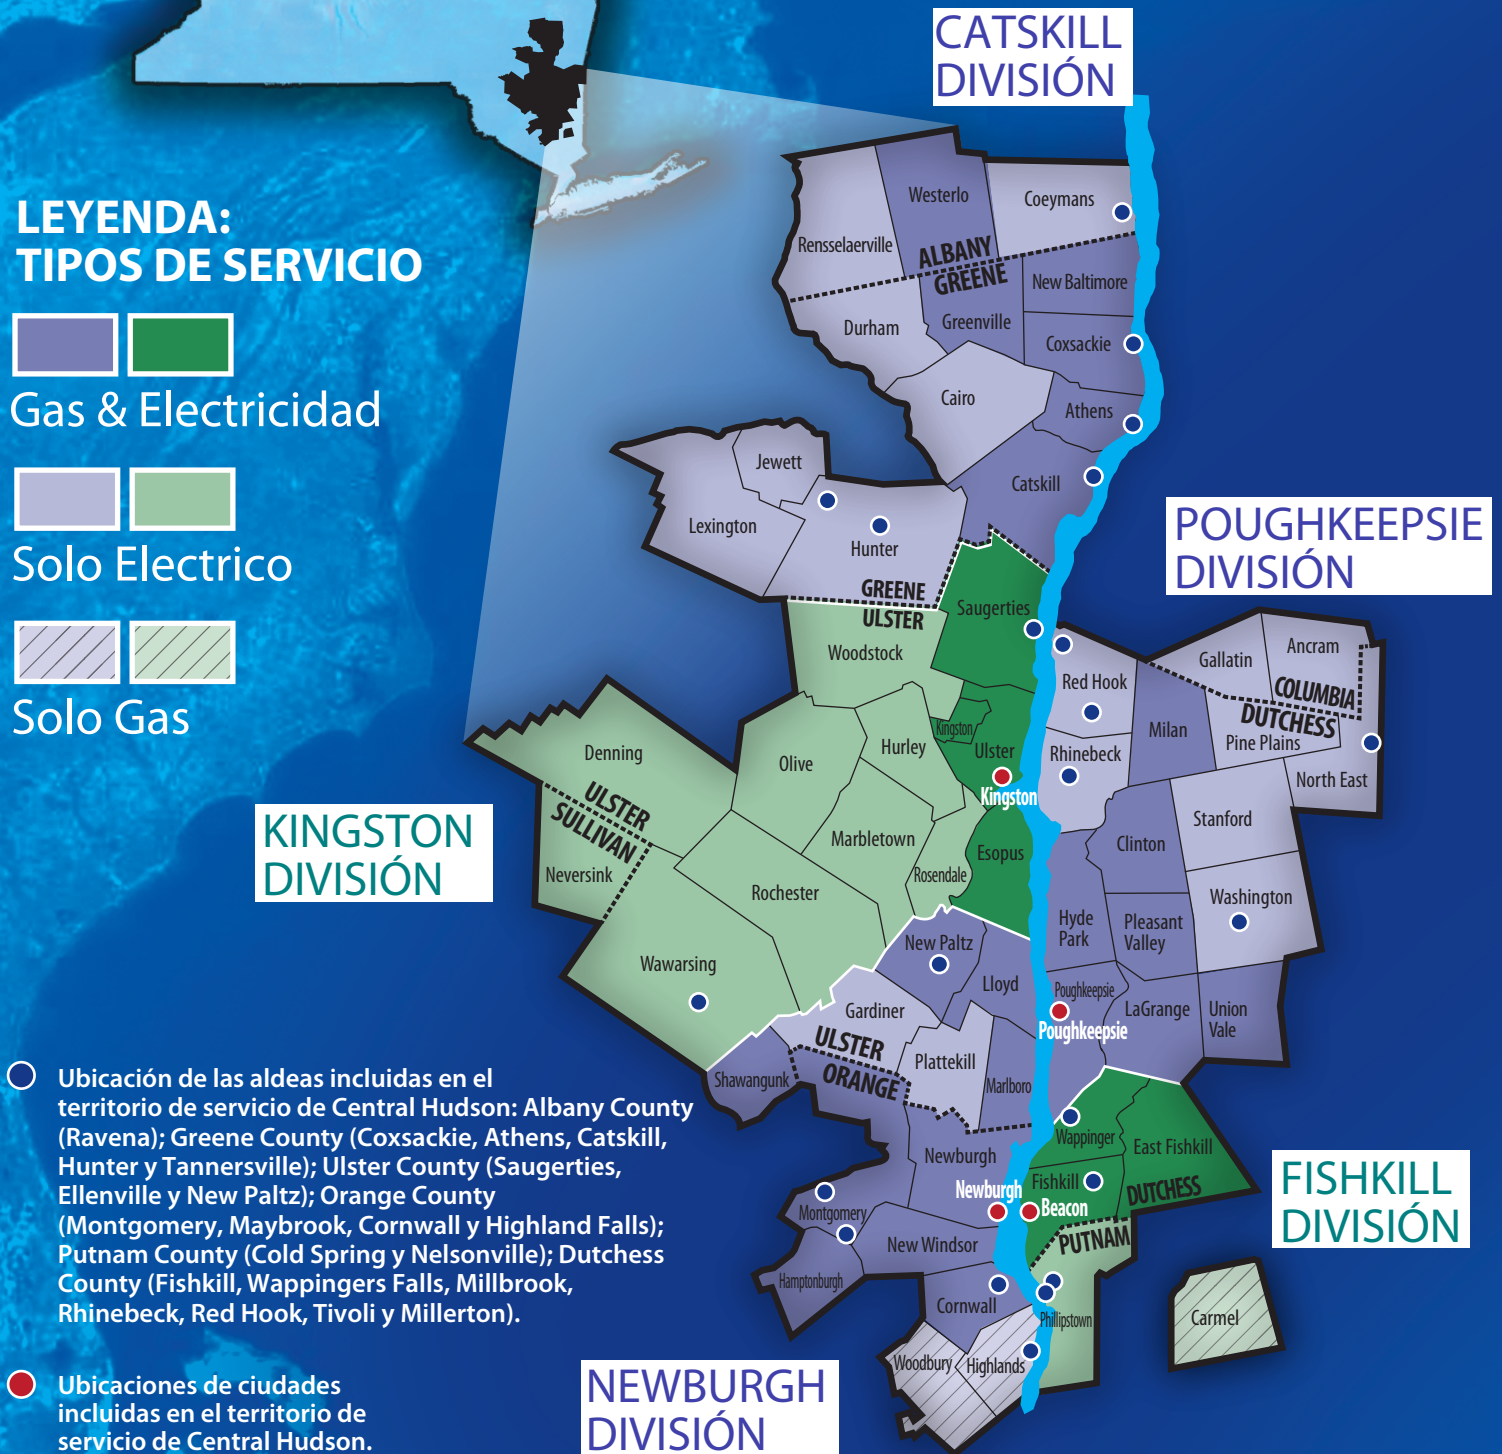 CATSKILL
DIVISIÓN
LEYENDA:
TIPOS DE SERVICIO
Gas & Electricidad
Solo Electrico
Solo Gas
Westerlo
Coeymans
Rensselaerville
ALBANY
GREENE
New Baltimore
Durham
Greenville
Coxsackie
Cairo
Athens
Jewett
Catskill
Lexington
Hunter
GREENE
ULSTER
Saugerties
POUGHKEEPSIE
DIVISIÓN
Woodstock
Gallatin
Ancram
Red Hook
COLUMBIA
DUTCHESS
Kingston
Hurley
Ulster
Milan
Pine Plains
Denning
Olive
Rhinebeck
North East
Kingston
ULSTER
SULLIVAN
KINGSTON
DIVISIÓN
Marbletown
Stanford
Clinton
Esopus
Neversink
Rochester
Rosendale
Washington
Hyde
Park
Pleasant
Valley
New Paltz
Wawarsing
Lloyd
Poughkeepsie
Gardiner
LaGrange
Union
Vale
Poughkeepsie
ULSTER
ORANGE
Plattekill
Shawangunk
Marlboro
Wappinger
East Fishkill
Newburgh
Fishkill
DUTCHESS
FISHKILL
DIVISIÓN
Newburgh
Beacon
Montgomery
PUTNAM
New Windsor
Hamptonburgh
Cornwall
Phillipstown
Carmel
Woodbury
Highlands
NEWBURGH
DIVISIÓN
Ubicación de las aldeas incluidas en el
territorio de servicio de Central Hudson: Albany County
(Ravena); Greene County (Coxsackie, Athens, Catskill,
Hunter y Tannersville); Ulster County (Saugerties,
Ellenville y New Paltz); Orange County
(Montgomery, Maybrook, Cornwall y Highland Falls);
Putnam County (Cold Spring y Nelsonville); Dutchess
County (Fishkill, Wappingers Falls, Millbrook,
Rhinebeck, Red Hook, Tivoli y Millerton).
Ubicaciones de ciudades
incluidas en el territorio de
servicio de Central Hudson.